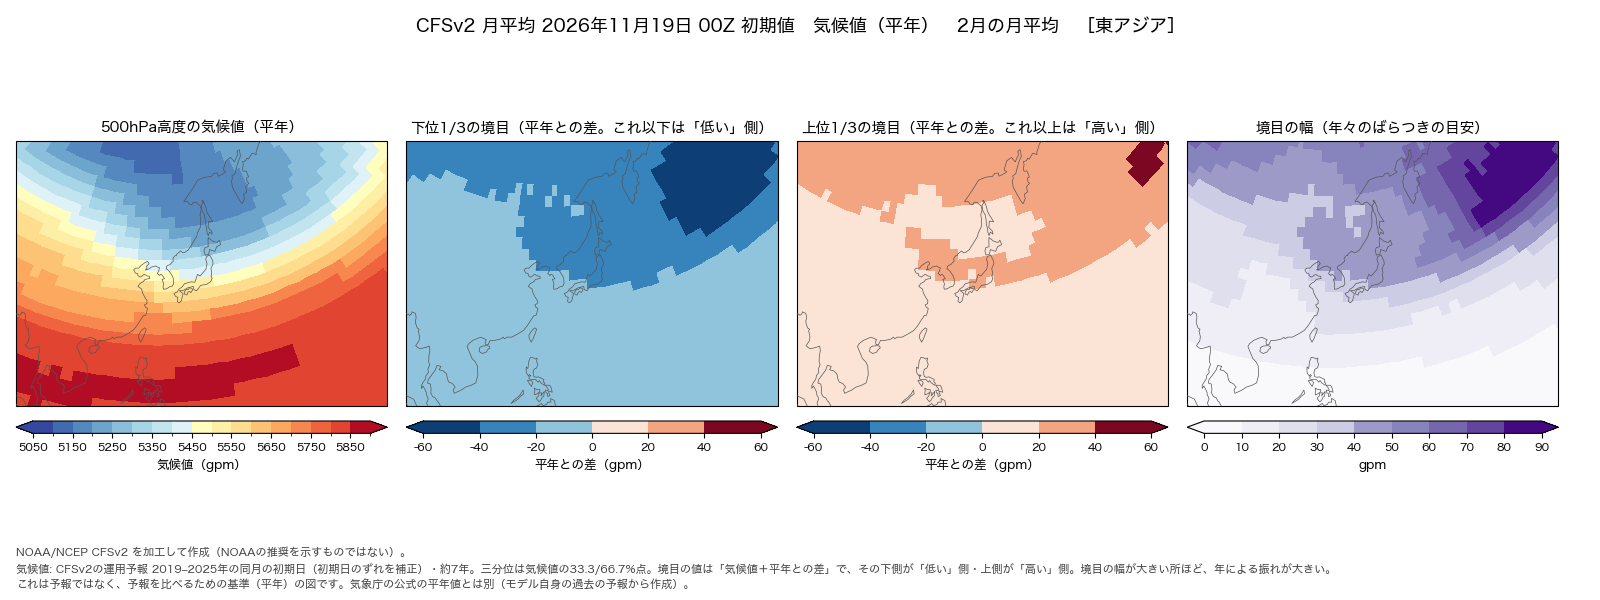 CFSv2 月平均 2026年11月19日 00Z 初期値　気候値（平年）　2月の月平均　［東アジア］
500hPa高度の気候値（平年）
下位1/3の境目（平年との差。これ以下は「低い」側）
上位1/3の境目（平年との差。これ以上は「高い」側）
境目の幅（年々のばらつきの目安）
5050 5150 5250 5350 5450 5550 5650 5750 5850
気候値（gpm）
-60 -40 -20 0 20 40 60
平年との差（gpm）
-60 -40 -20 0 20 40 60
平年との差（gpm）
0 10 20 30 40 50 60 70 80 90
gpm
NOAA/NCEP CFSv2 を加工して作成（NOAAの推奨を示すものではない）。
気候値: CFSv2の運用予報 2019–2025年の同月の初期日（初期日のずれを補正）・約7年。三分位は気候値の33.3/66.7%点。境目の値は「気候値＋平年との差」で、その下側が「低い」側・上側が「高い」側。境目の幅が大きい所ほど、年による振れが大きい。
これは予報ではなく、予報を比べるための基準（平年）の図です。気象庁の公式の平年値とは別（モデル自身の過去の予報から作成）。